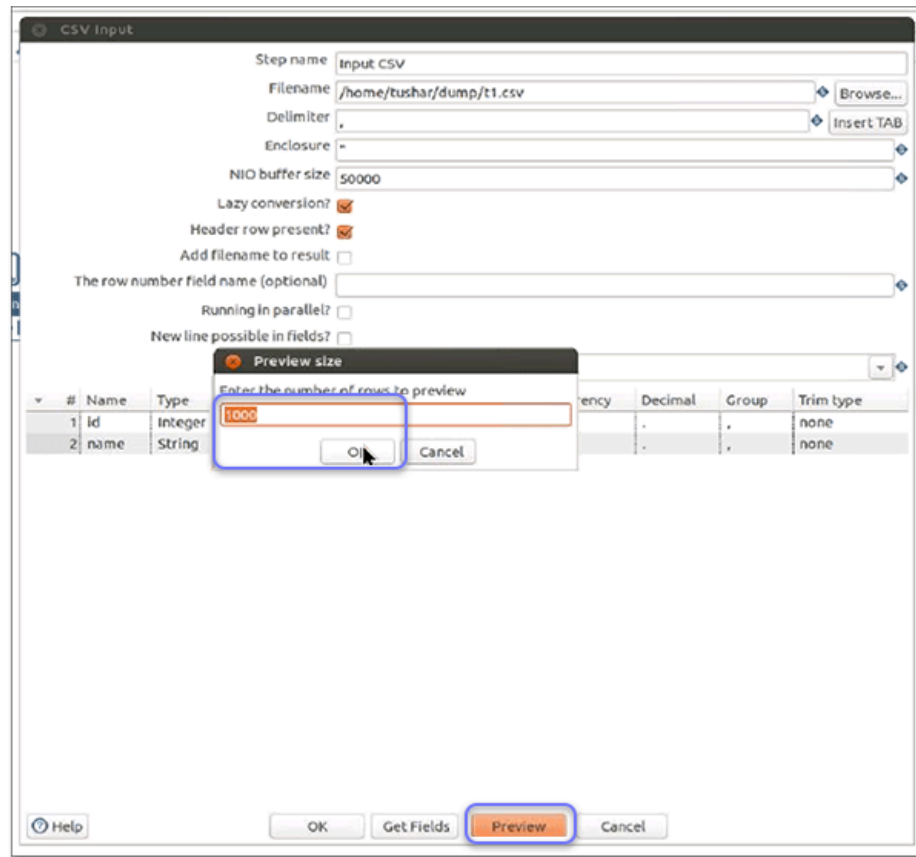 CSV Input
Step name Input CSV
Filename /home/tushar/dump/t1.csv Browse...
Delimiter , Insert TAB
Enclosure "
NIO buffer size 50000
Lazy conversion?
Header row present?
Add filename to result
The row number field name (optional)
Running in parallel?
New line possible in fields?
Preview size
Enter the number of rows to preview
# Name Type rency Decimal Group Trim type
1000
1 id Integer . , none
2 name String . , none
OK Cancel
Help OK Get Fields Preview Cancel